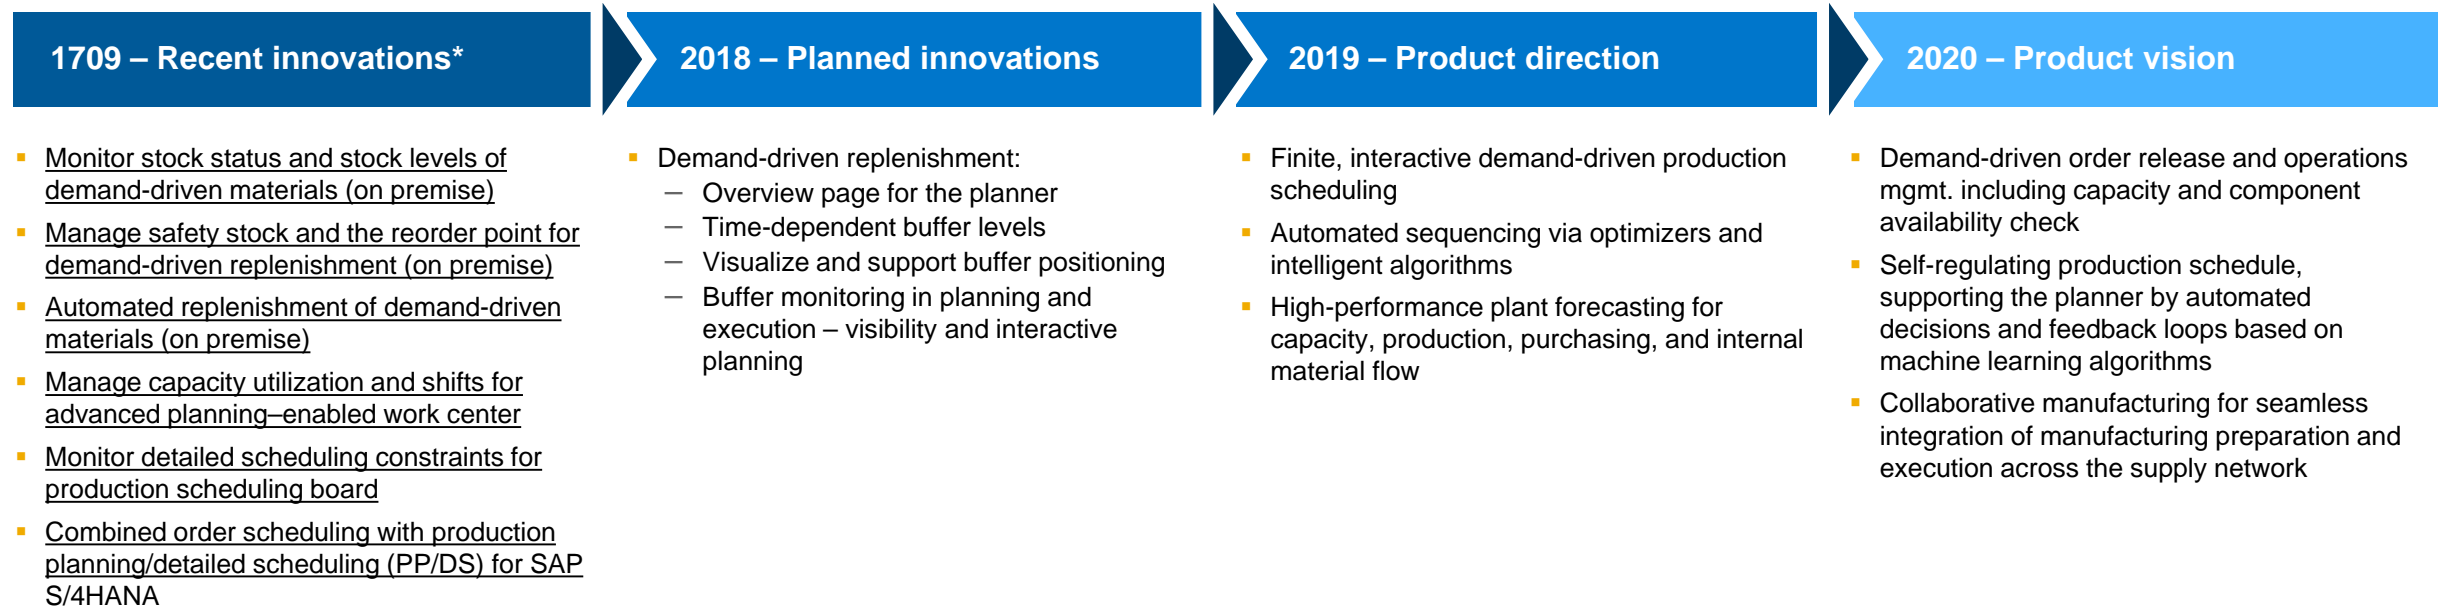 1709 – Recent innovations*
Monitor stock status and stock levels of
demand-driven materials (on premise)
Manage safety stock and the reorder point for
demand-driven replenishment (on premise)
Automated replenishment of demand-driven
materials (on premise)
Manage capacity utilization and shifts for
advanced planning–enabled work center
Monitor detailed scheduling constraints for
production scheduling board
Combined order scheduling with production
planning/detailed scheduling (PP/DS) for SAP
S/4HANA
2018 – Planned innovations
Demand-driven replenishment:
– Overview page for the planner
– Time-dependent buffer levels
– Visualize and support buffer positioning
– Buffer monitoring in planning and
execution – visibility and interactive
planning
2019 – Product direction
Finite, interactive demand-driven production
scheduling
Automated sequencing via optimizers and
intelligent algorithms
High-performance plant forecasting for
capacity, production, purchasing, and internal
material flow
2020 – Product vision
Demand-driven order release and operations
mgmt. including capacity and component
availability check
Self-regulating production schedule,
supporting the planner by automated
decisions and feedback loops based on
machine learning algorithms
Collaborative manufacturing for seamless
integration of manufacturing preparation and
execution across the supply network